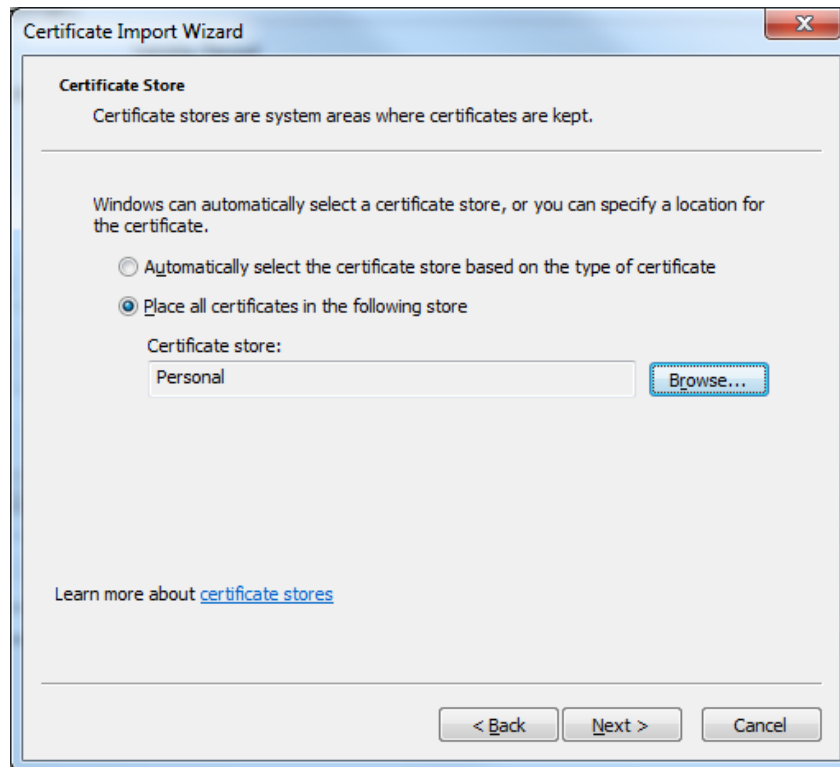 Certificate Import Wizard
Certificate Store
Certificate stores are system areas where certificates are kept.
Windows can automatically select a certificate store, or you can specify a location for
the certificate.
Automatically select the certificate store based on the type of certificate
Place all certificates in the following store
Certificate store:
Personal
Browse...
Learn more about certificate stores
< Back Next > Cancel